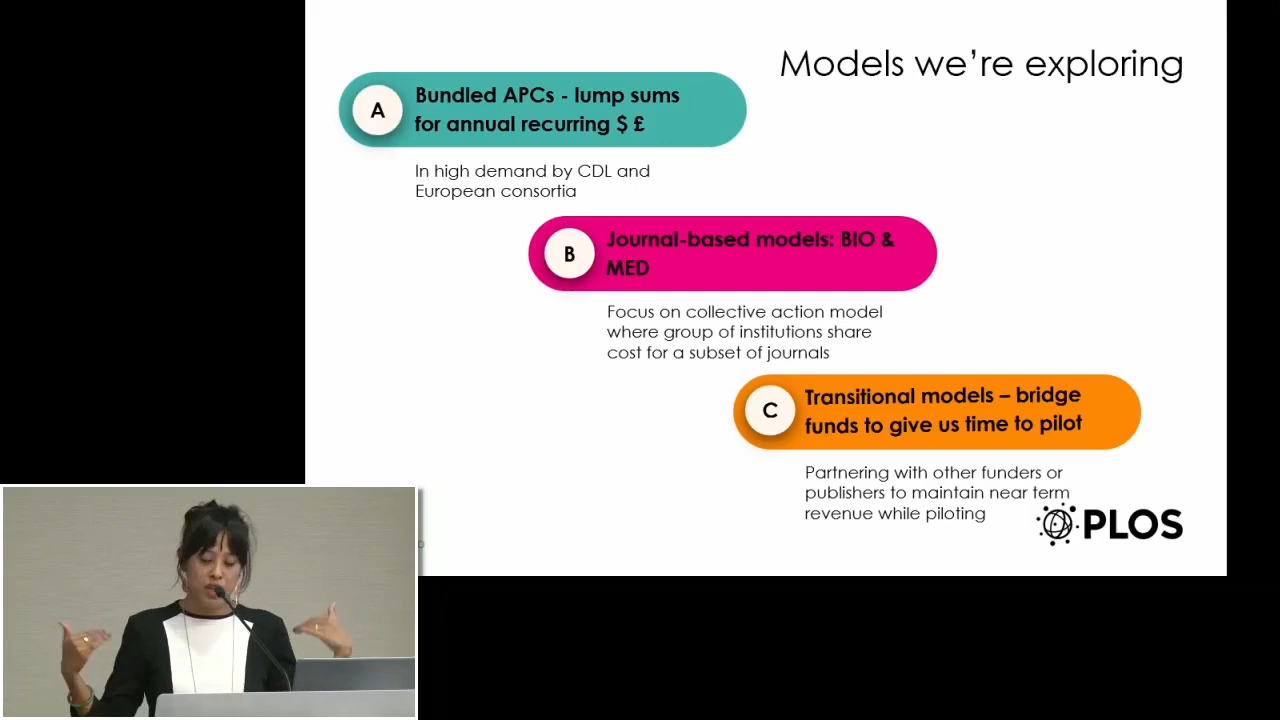 Models we're exploring
A
Bundled APCs - lump sums
for annual recurring $ £
In high demand by CDL and
European consortia
B
Journal-based models: BIO &
MED
Focus on collective action model
where group of institutions share
cost for a subset of journals
C
Transitional models – bridge
funds to give us time to pilot
Partnering with other funders or
publishers to maintain near term
revenue while piloting
PLOS